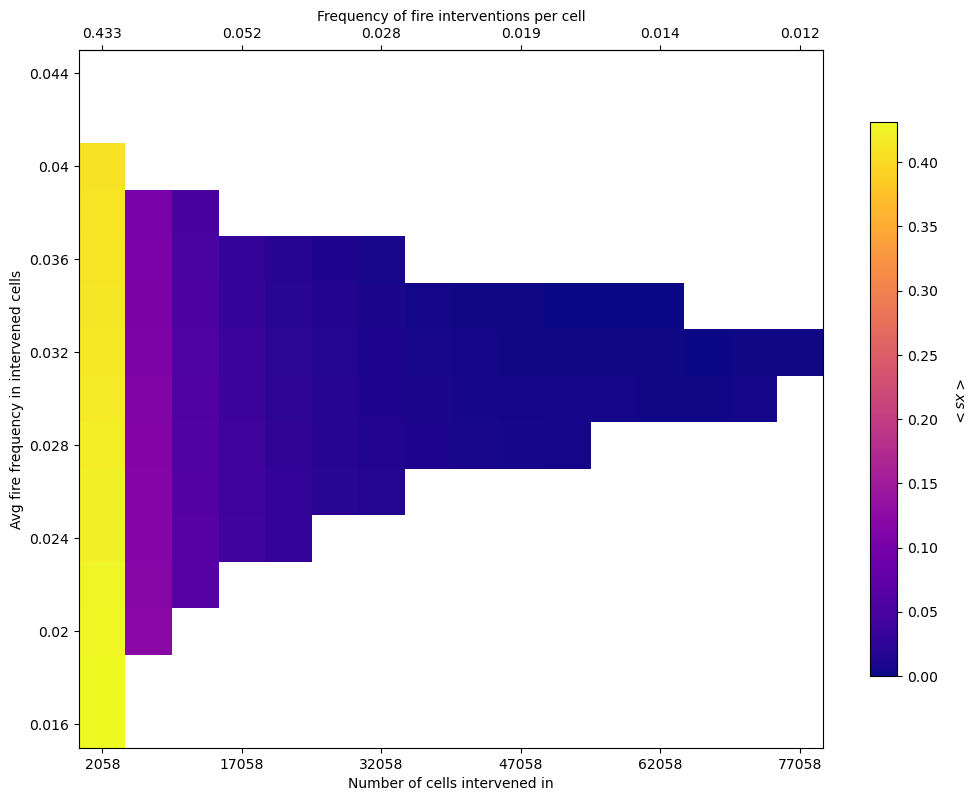 Frequency of fire interventions per cell
0.433 0.052 0.028 0.019 0.014 0.012
Avg fire frequency in intervened cells
0.044
0.04
0.036
0.032
0.028
0.024
0.02
0.016
2058 17058 32058 47058 62058 77058
Number of cells intervened in
0.40
0.35
0.30
0.25
0.20
0.15
0.10
0.05
0.00
< sx >